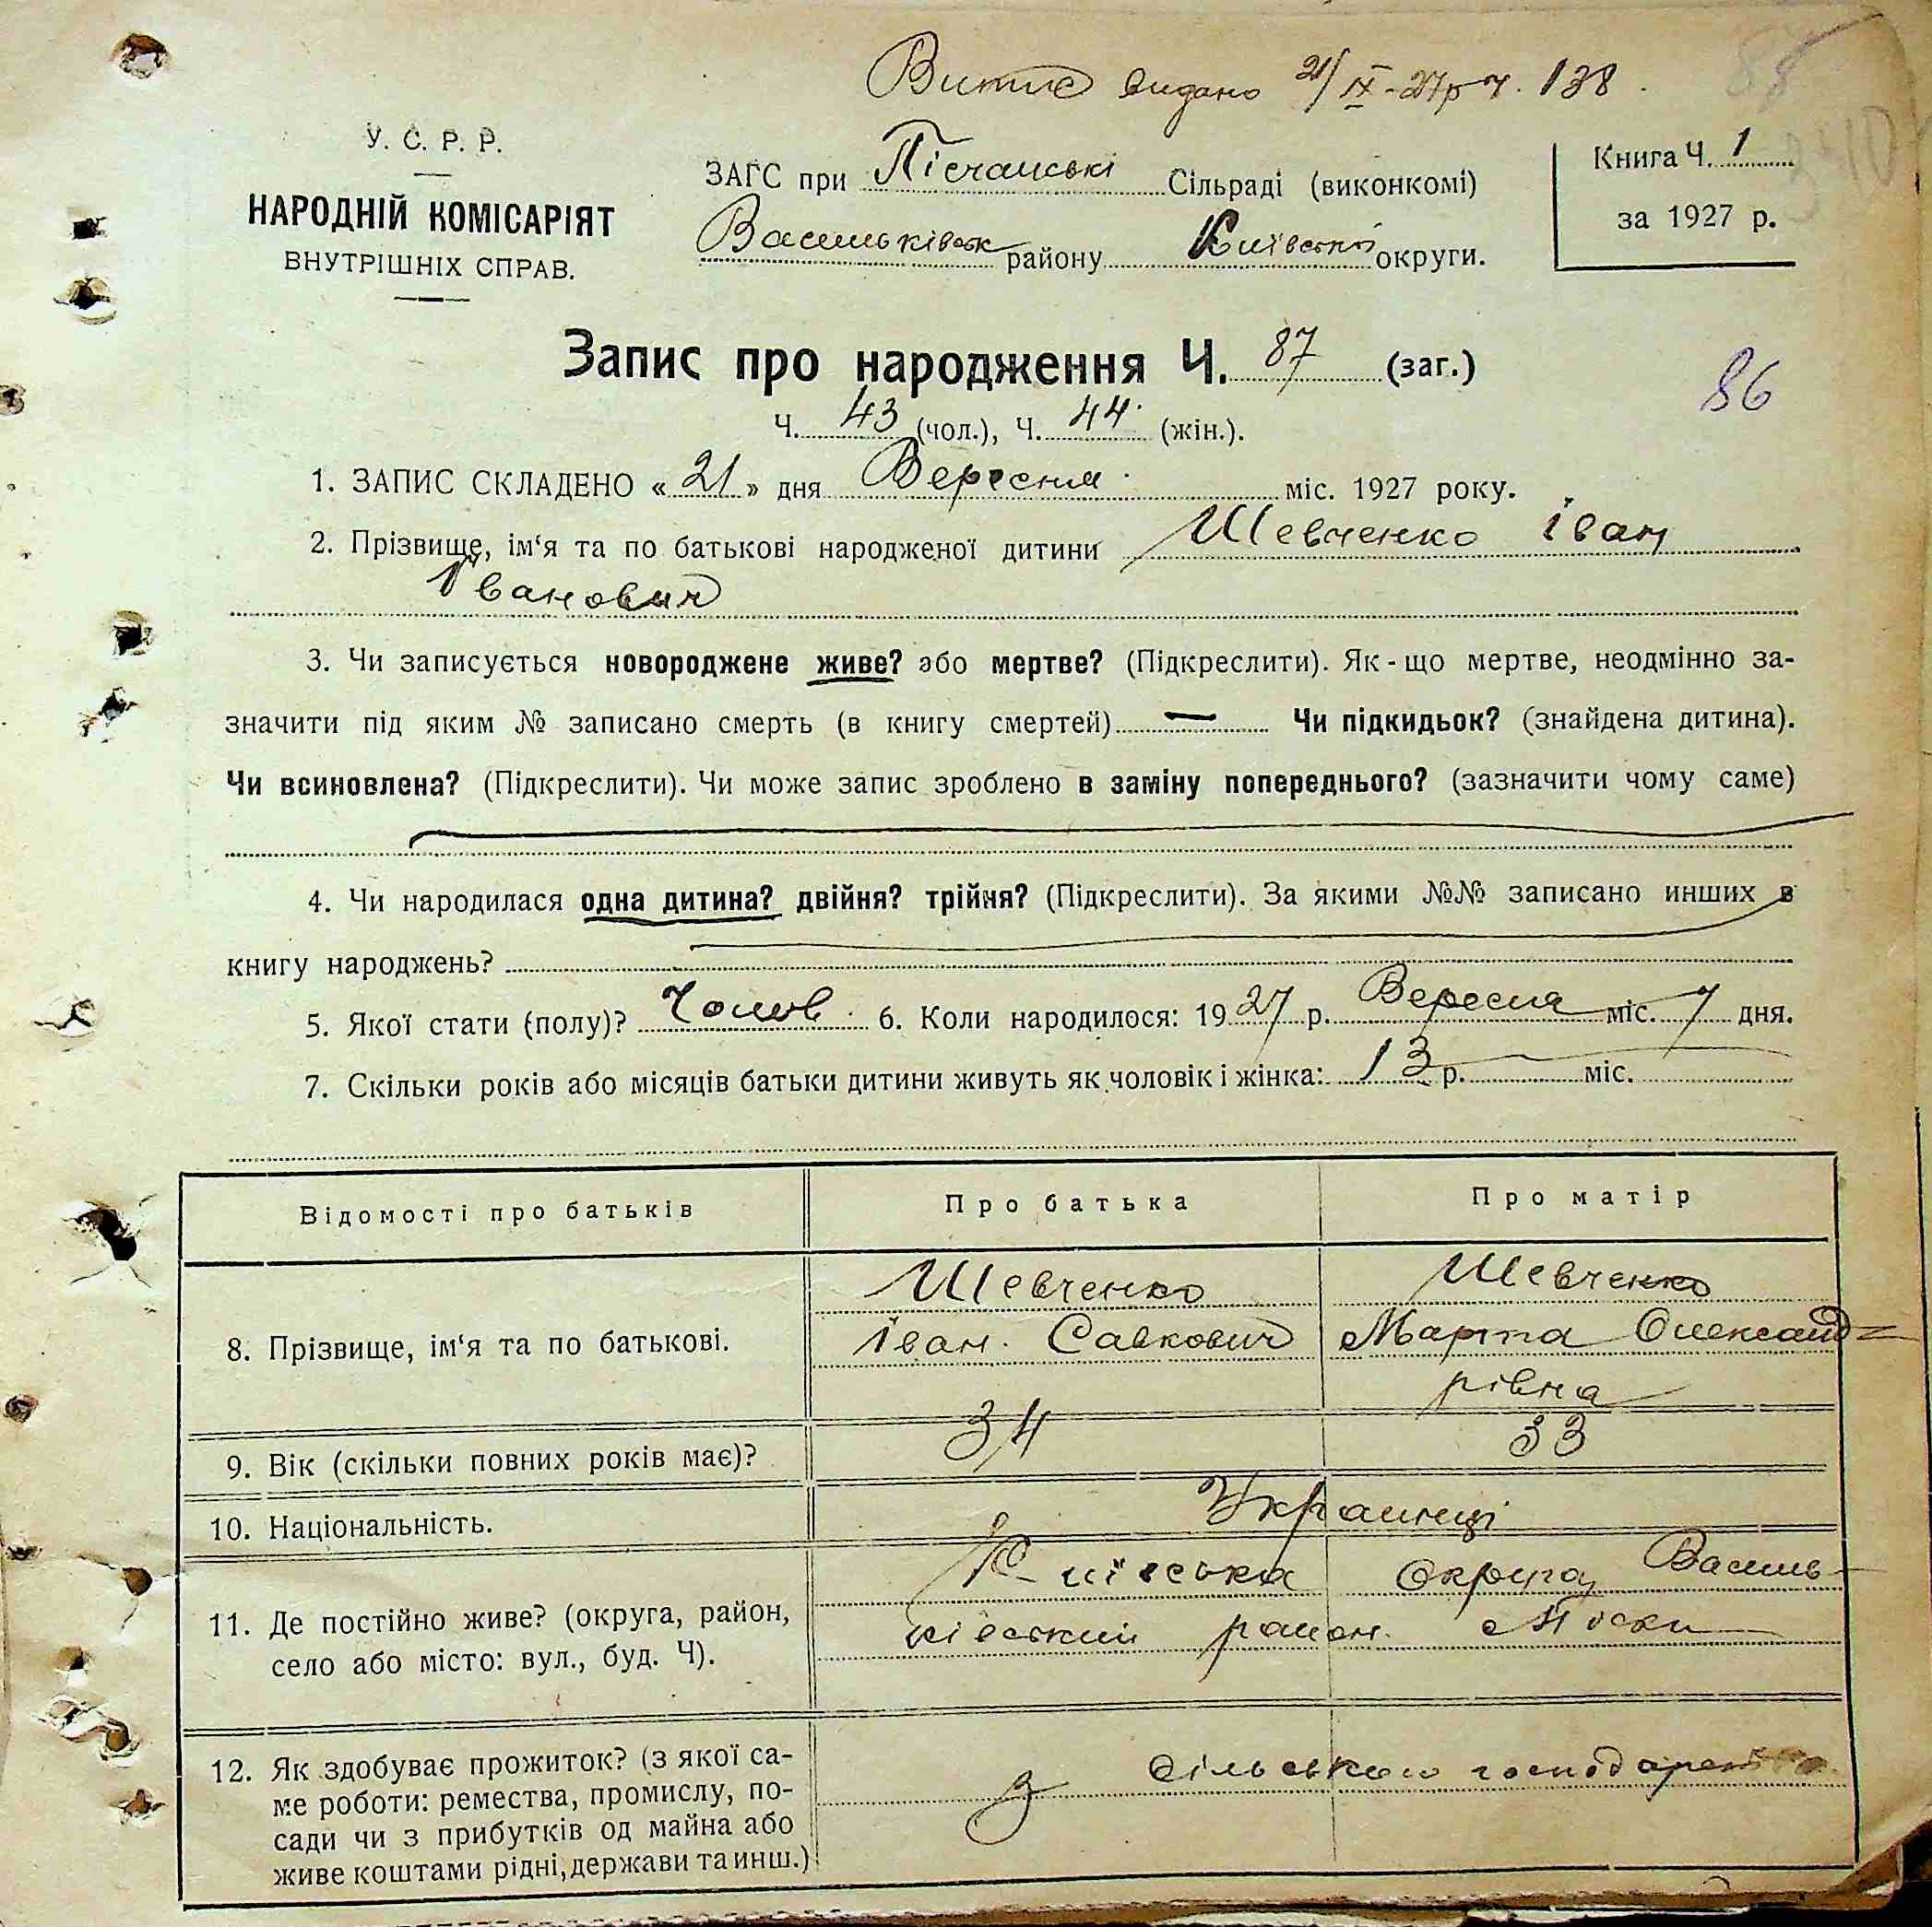 Витис видано 21/IX-27р ч. 138.
У. С. Р. Р.
НАРОДНІЙ КОМІСАРІЯТ
ВНУТРІШНІХ СПРАВ.
ЗАГС при Пісчанські Сільраді (виконкомі)
Васильківськ району Київської округи.
Книга Ч. 1
за 1927 р.
Запис про народження Ч. 87 (заг.)
86
Ч. 43 (чол.), Ч. 44 (жін.).
1. ЗАПИС СКЛАДЕНО « 21 » дня Вересня міс. 1927 року.
2. Прізвище, ім‘я та по батькові народженої дитини Шевченко Іван
Іванович
3. Чи записується новороджене живе? або мертве? (Підкреслити). Як-що мертве, неодмінно за-
значити під яким № записано смерть (в книгу смертей) — Чи підкидьок? (знайдена дитина).
Чи всиновлена? (Підкреслити). Чи може запис зроблено в заміну попереднього? (зазначити чому саме)
4. Чи народилася одна дитина? двійня? трійня? (Підкреслити). За якими №№ записано инших в
книгу народжень?
5. Якої стати (полу)? Чолов. 6. Коли народилося: 1927 р. Вересня міс. 7 дня.
7. Скільки років або місяців батьки дитини живуть як чоловік і жінка: 13 р. міс.
Відомості про батьків
Про батька
Про матір
8. Прізвище, ім‘я та по батькові.
Шевченко
Іван. Савкович
Шевченко
Марта Олександ=
рівна
9. Вік (скільки повних років має)?
34
33
10. Національність.
Украинці
11. Де постійно живе? (округа, район,
село або місто: вул., буд. Ч).
Київська округа, Василь-
ківський район. Піски
12. Як здобуває прожиток? (з якої са-
ме роботи: ремества, промислу, по-
сади чи з прибутків од майна або
живе коштами рідні, держави та инш.)
з сільського господарства.